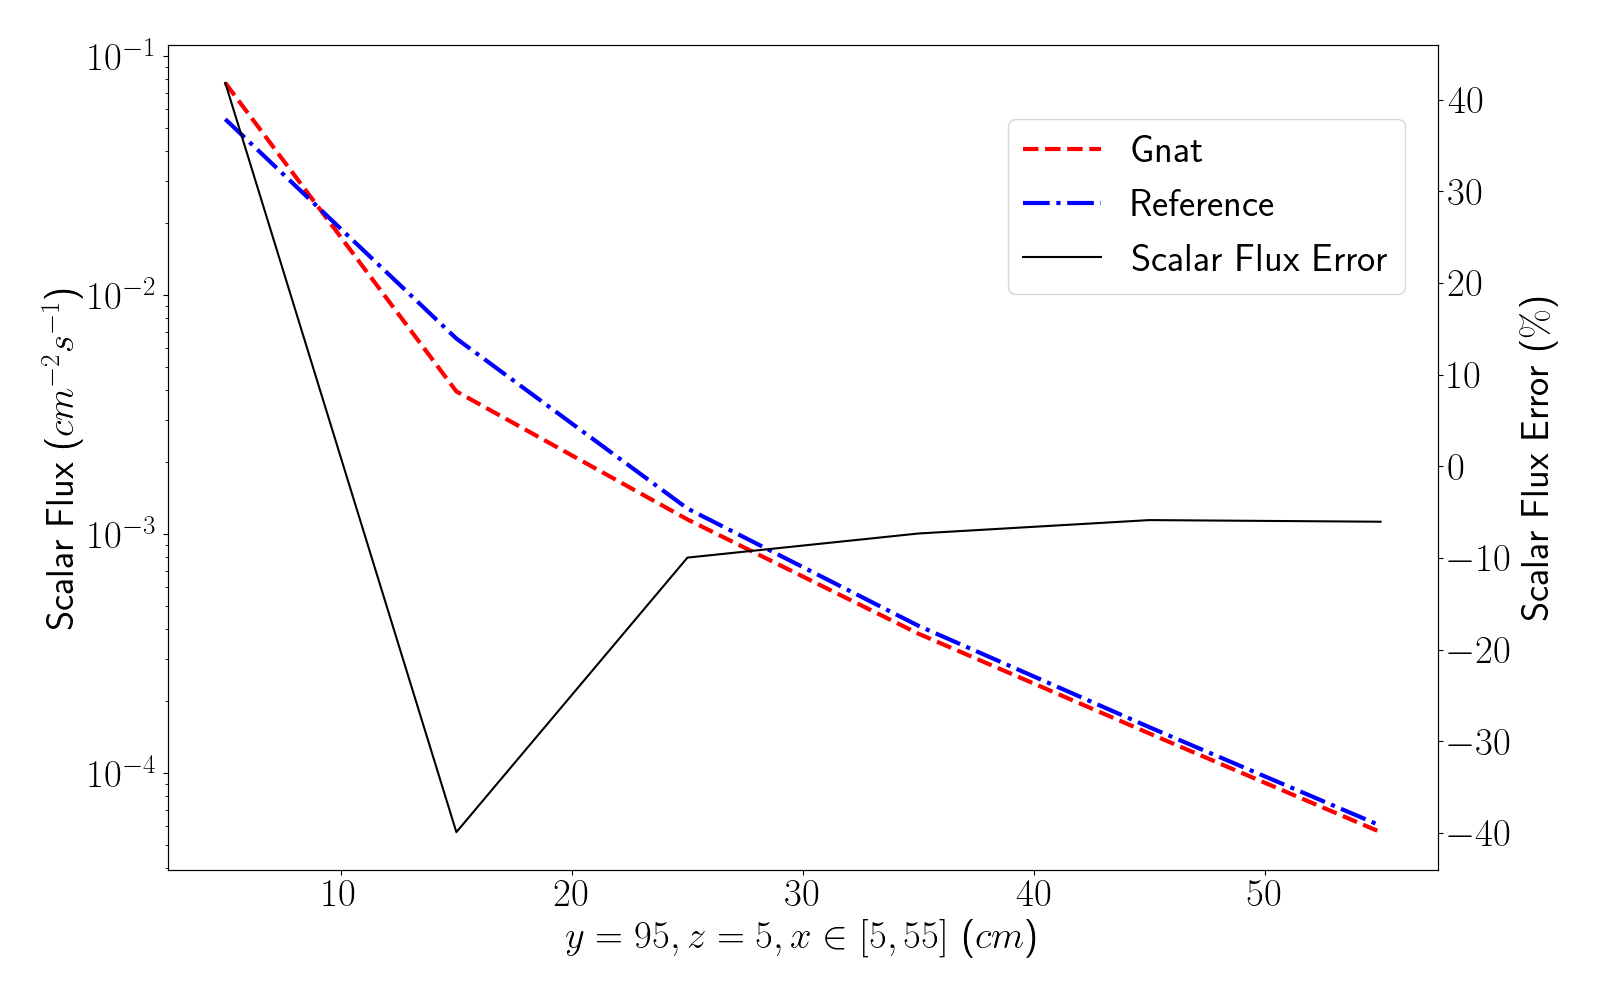 10⁻¹
10⁻²
10⁻³
10⁻⁴
Scalar Flux (cm⁻²s⁻¹)
Gnat
Reference
Scalar Flux Error
40
30
20
10
0
−10
−20
−30
−40
Scalar Flux Error (%)
10 20 30 40 50
y = 95, z = 5, x ∈ [5, 55] (cm)